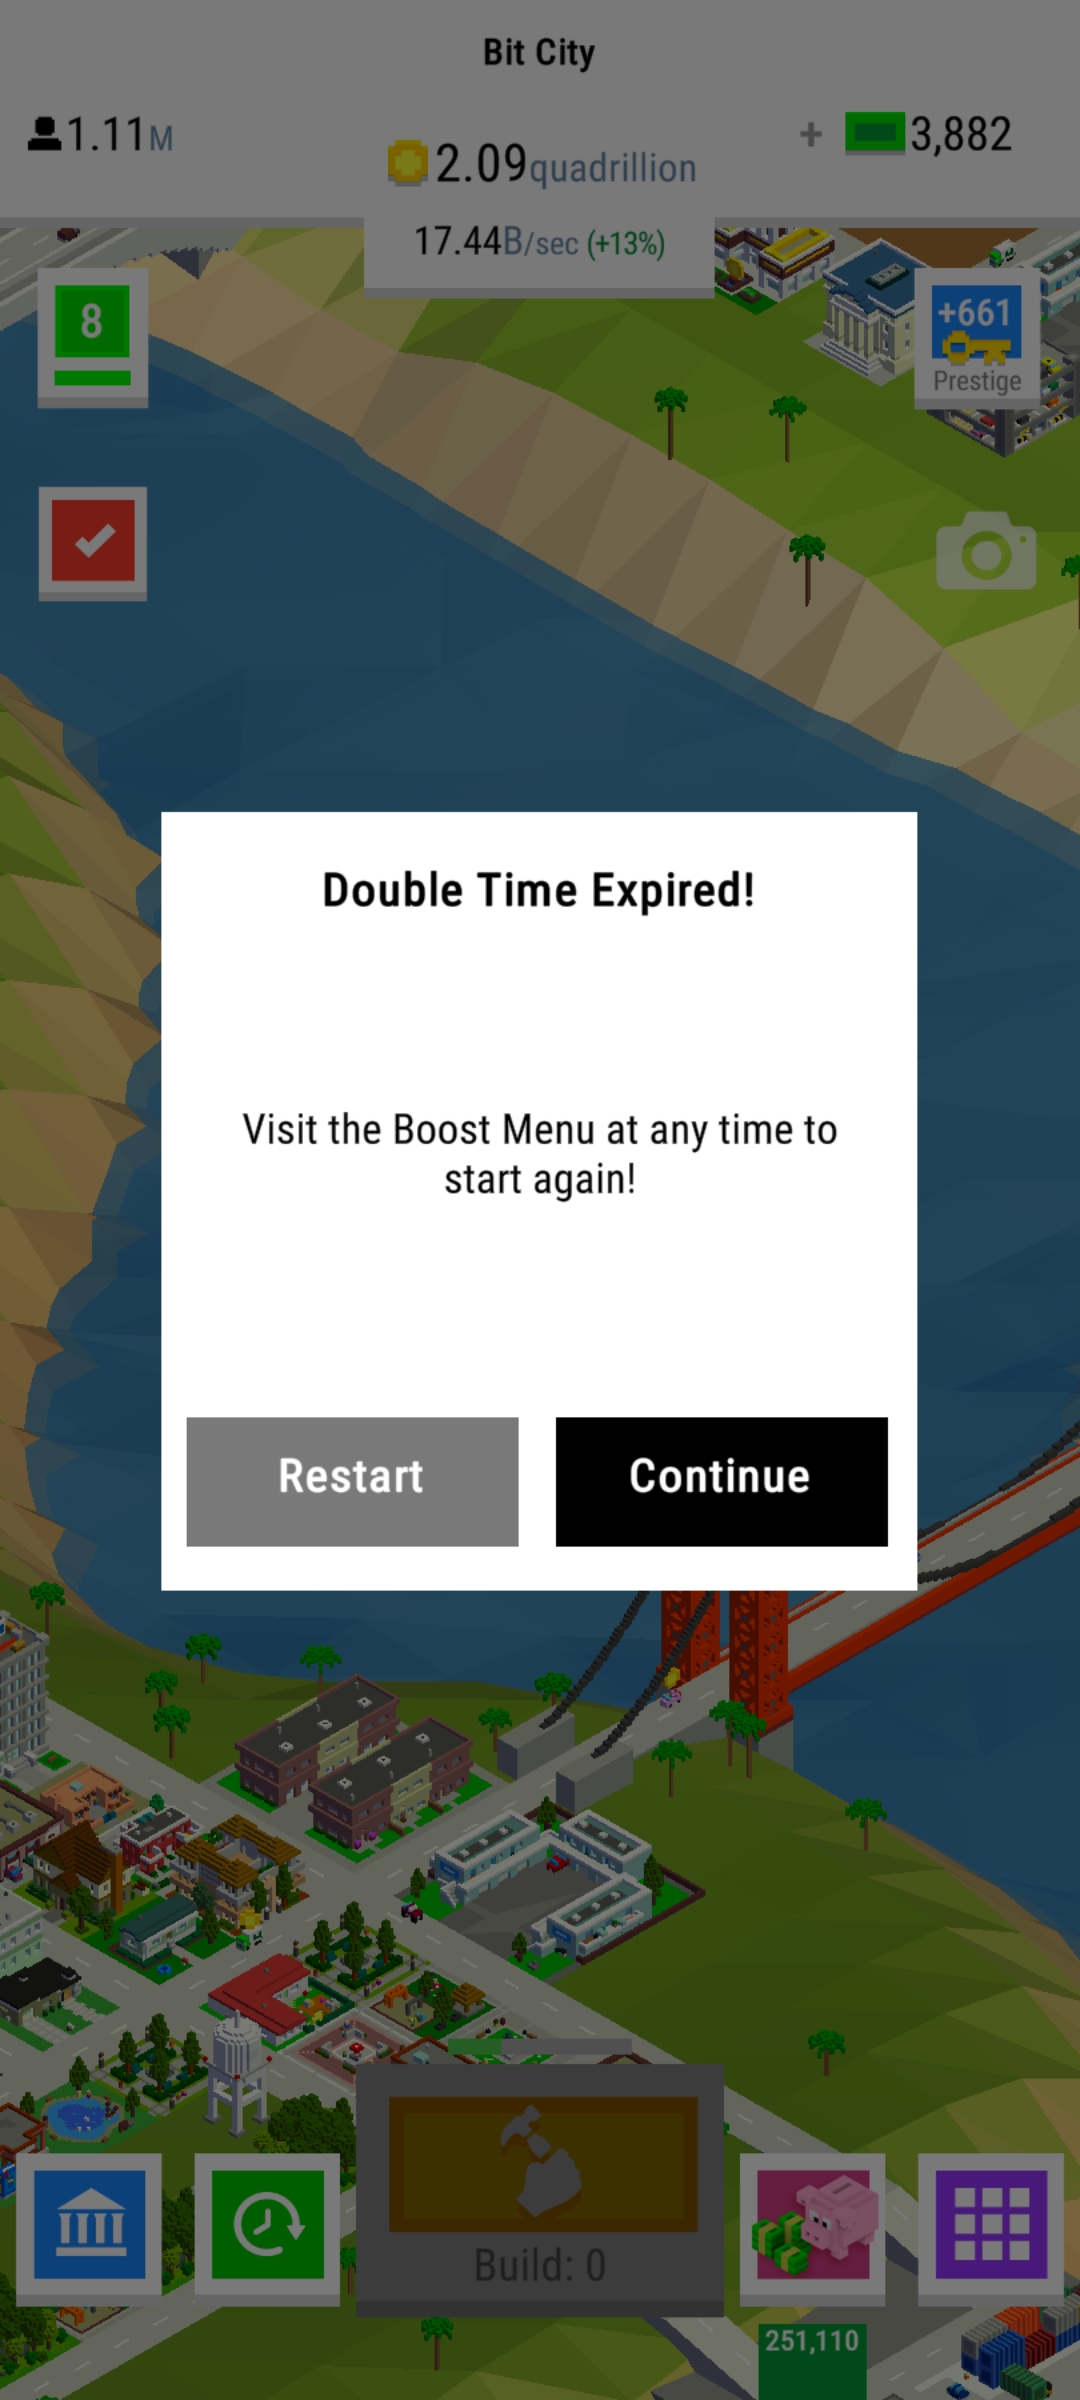 Bit City
1.11M
2.09quadrillion
+ 3,882
17.44B/sec (+13%)
8
+661
Prestige
Double Time Expired!
Visit the Boost Menu at any time to
start again!
Restart
Continue
Build: 0
251,110